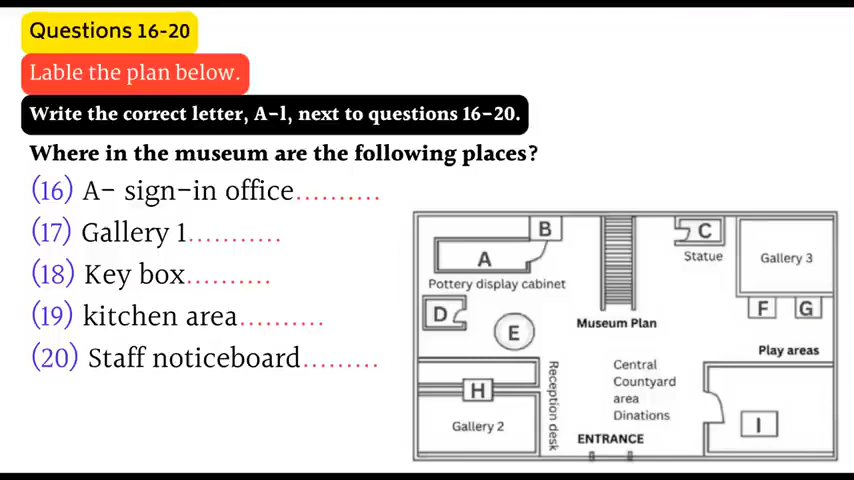 Questions 16-20
Lable the plan below.
Write the correct letter, A-l, next to questions 16-20.
Where in the museum are the following places?
(16) A- sign-in office..........
(17) Gallery 1...........
(18) Key box..........
(19) kitchen area..........
(20) Staff noticeboard.........
B
C
A
Statue
Gallery 3
Pottery display cabinet
D
E
F
G
Museum Plan
Play areas
H
Reception desk
Central
Countyard
area
Dinations
I
Gallery 2
ENTRANCE